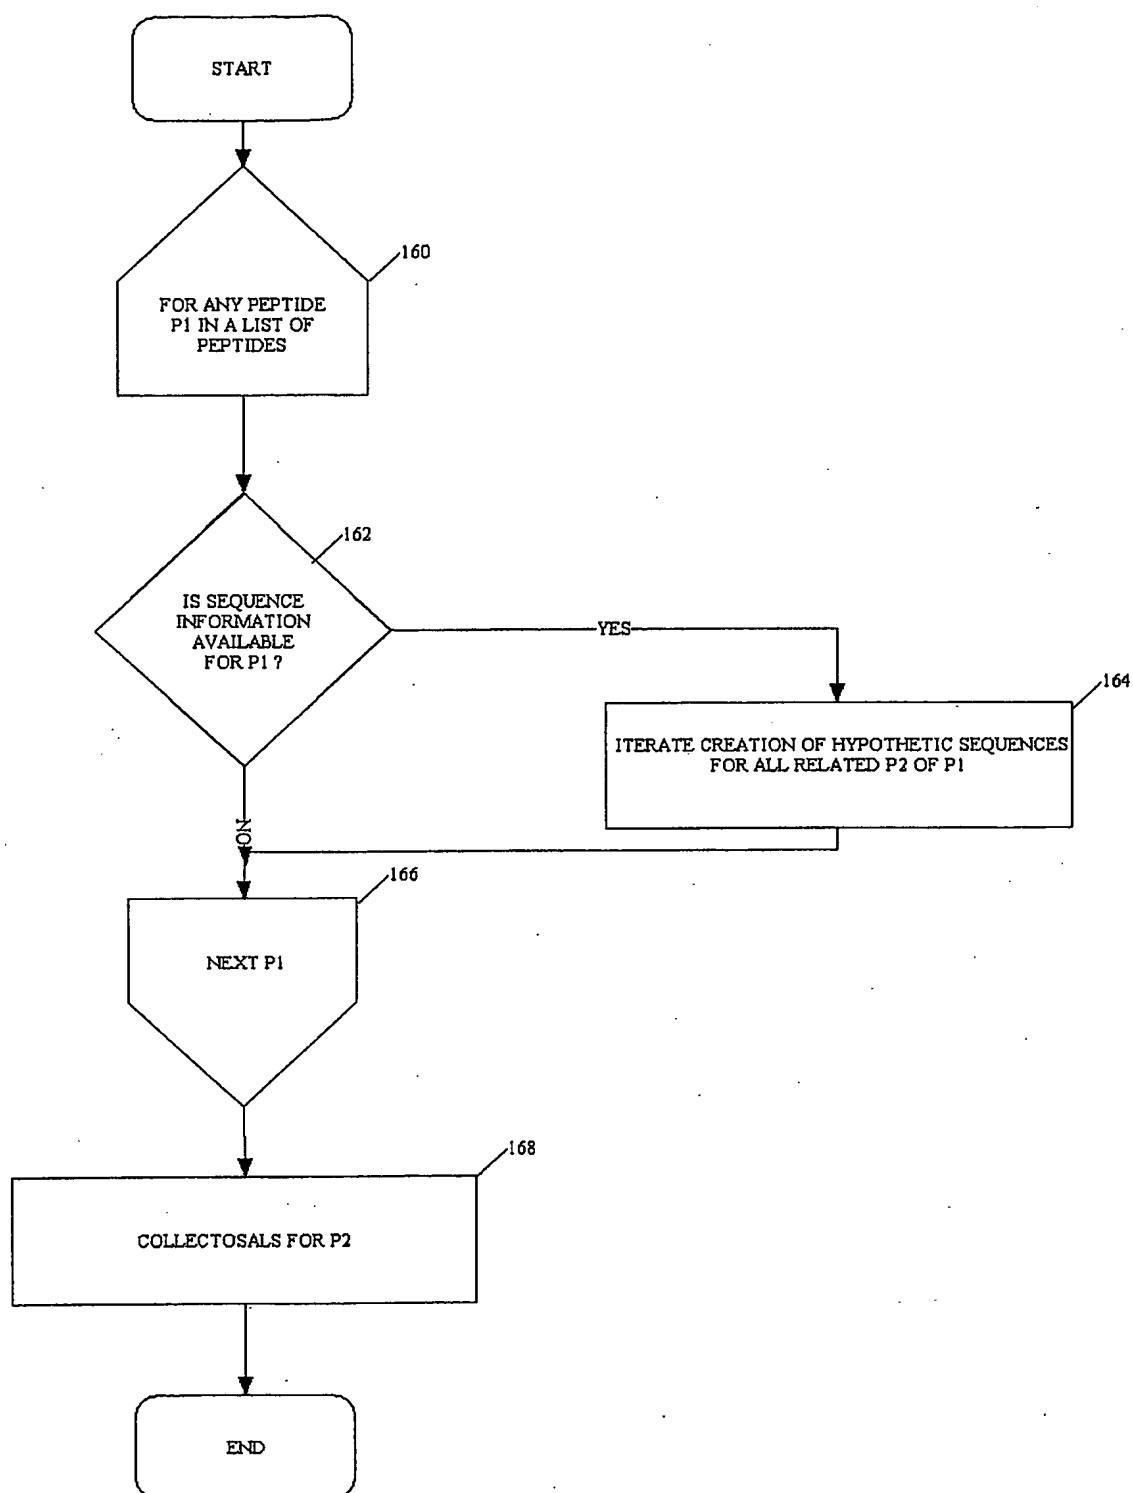 START
160
FOR ANY PEPTIDE
P1 IN A LIST OF
PEPTIDES
162
IS SEQUENCE
INFORMATION
AVAILABLE
FOR P1 ?
YES
164
ITERATE CREATION OF HYPOTHETIC SEQUENCES
FOR ALL RELATED P2 OF P1
NO
166
NEXT P1
168
COLLECTOSALS FOR P2
END